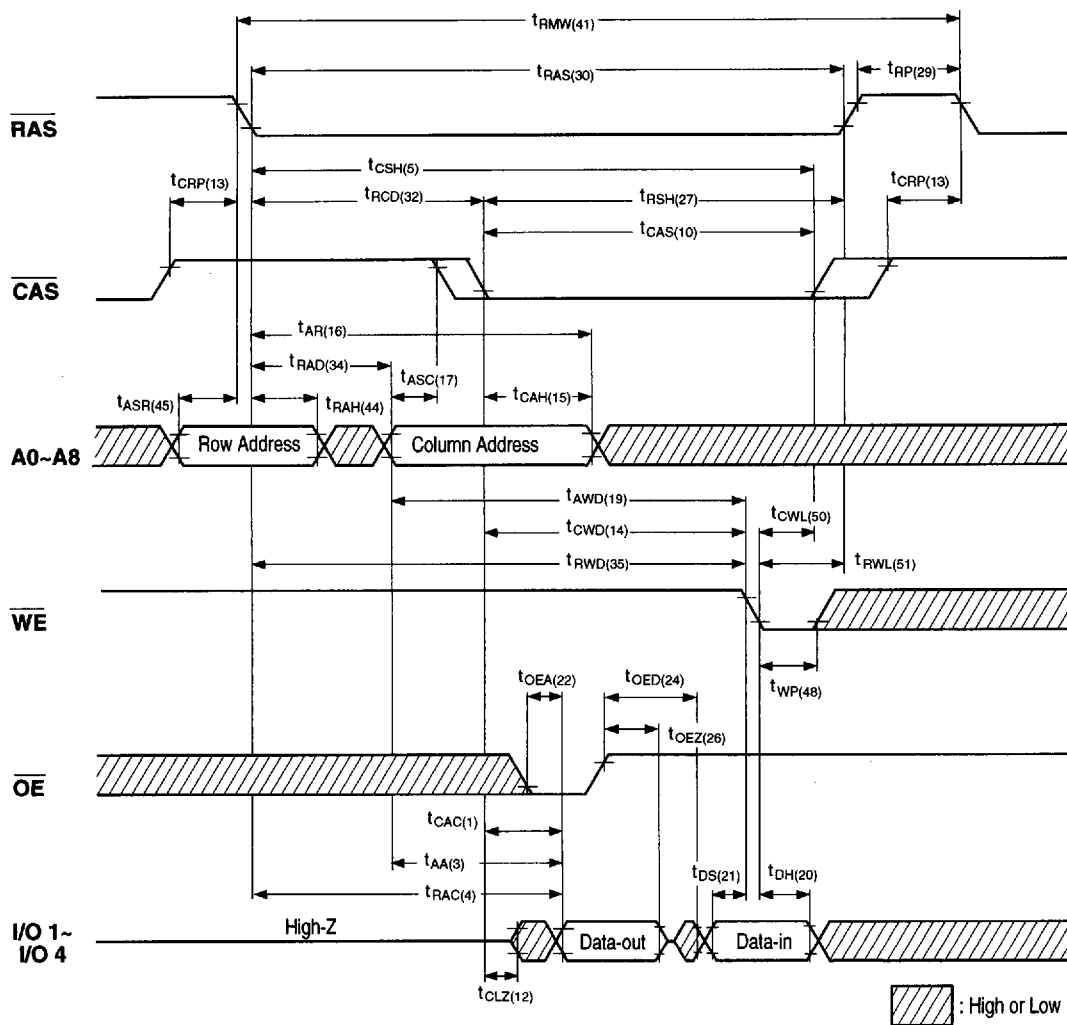 tRMW(41)
tRAS(30)
tRP(29)
RAS
tCSH(5)
tCRP(13)
tRCD(32)
tRSH(27)
tCRP(13)
tCAS(10)
CAS
tAR(16)
tRAD(34)
tASC(17)
tASR(45)
tRAH(44)
tCAH(15)
A0~A8
Row Address
Column Address
tAWD(19)
tCWL(50)
tCWD(14)
tRWD(35)
tRWL(51)
WE
tWP(48)
tOEA(22)
tOED(24)
tOEZ(26)
OE
tCAC(1)
tAA(3)
tDS(21)
tDH(20)
tRAC(4)
I/O 1~
I/O 4
High-Z
Data-out
Data-in
tCLZ(12)
: High or Low